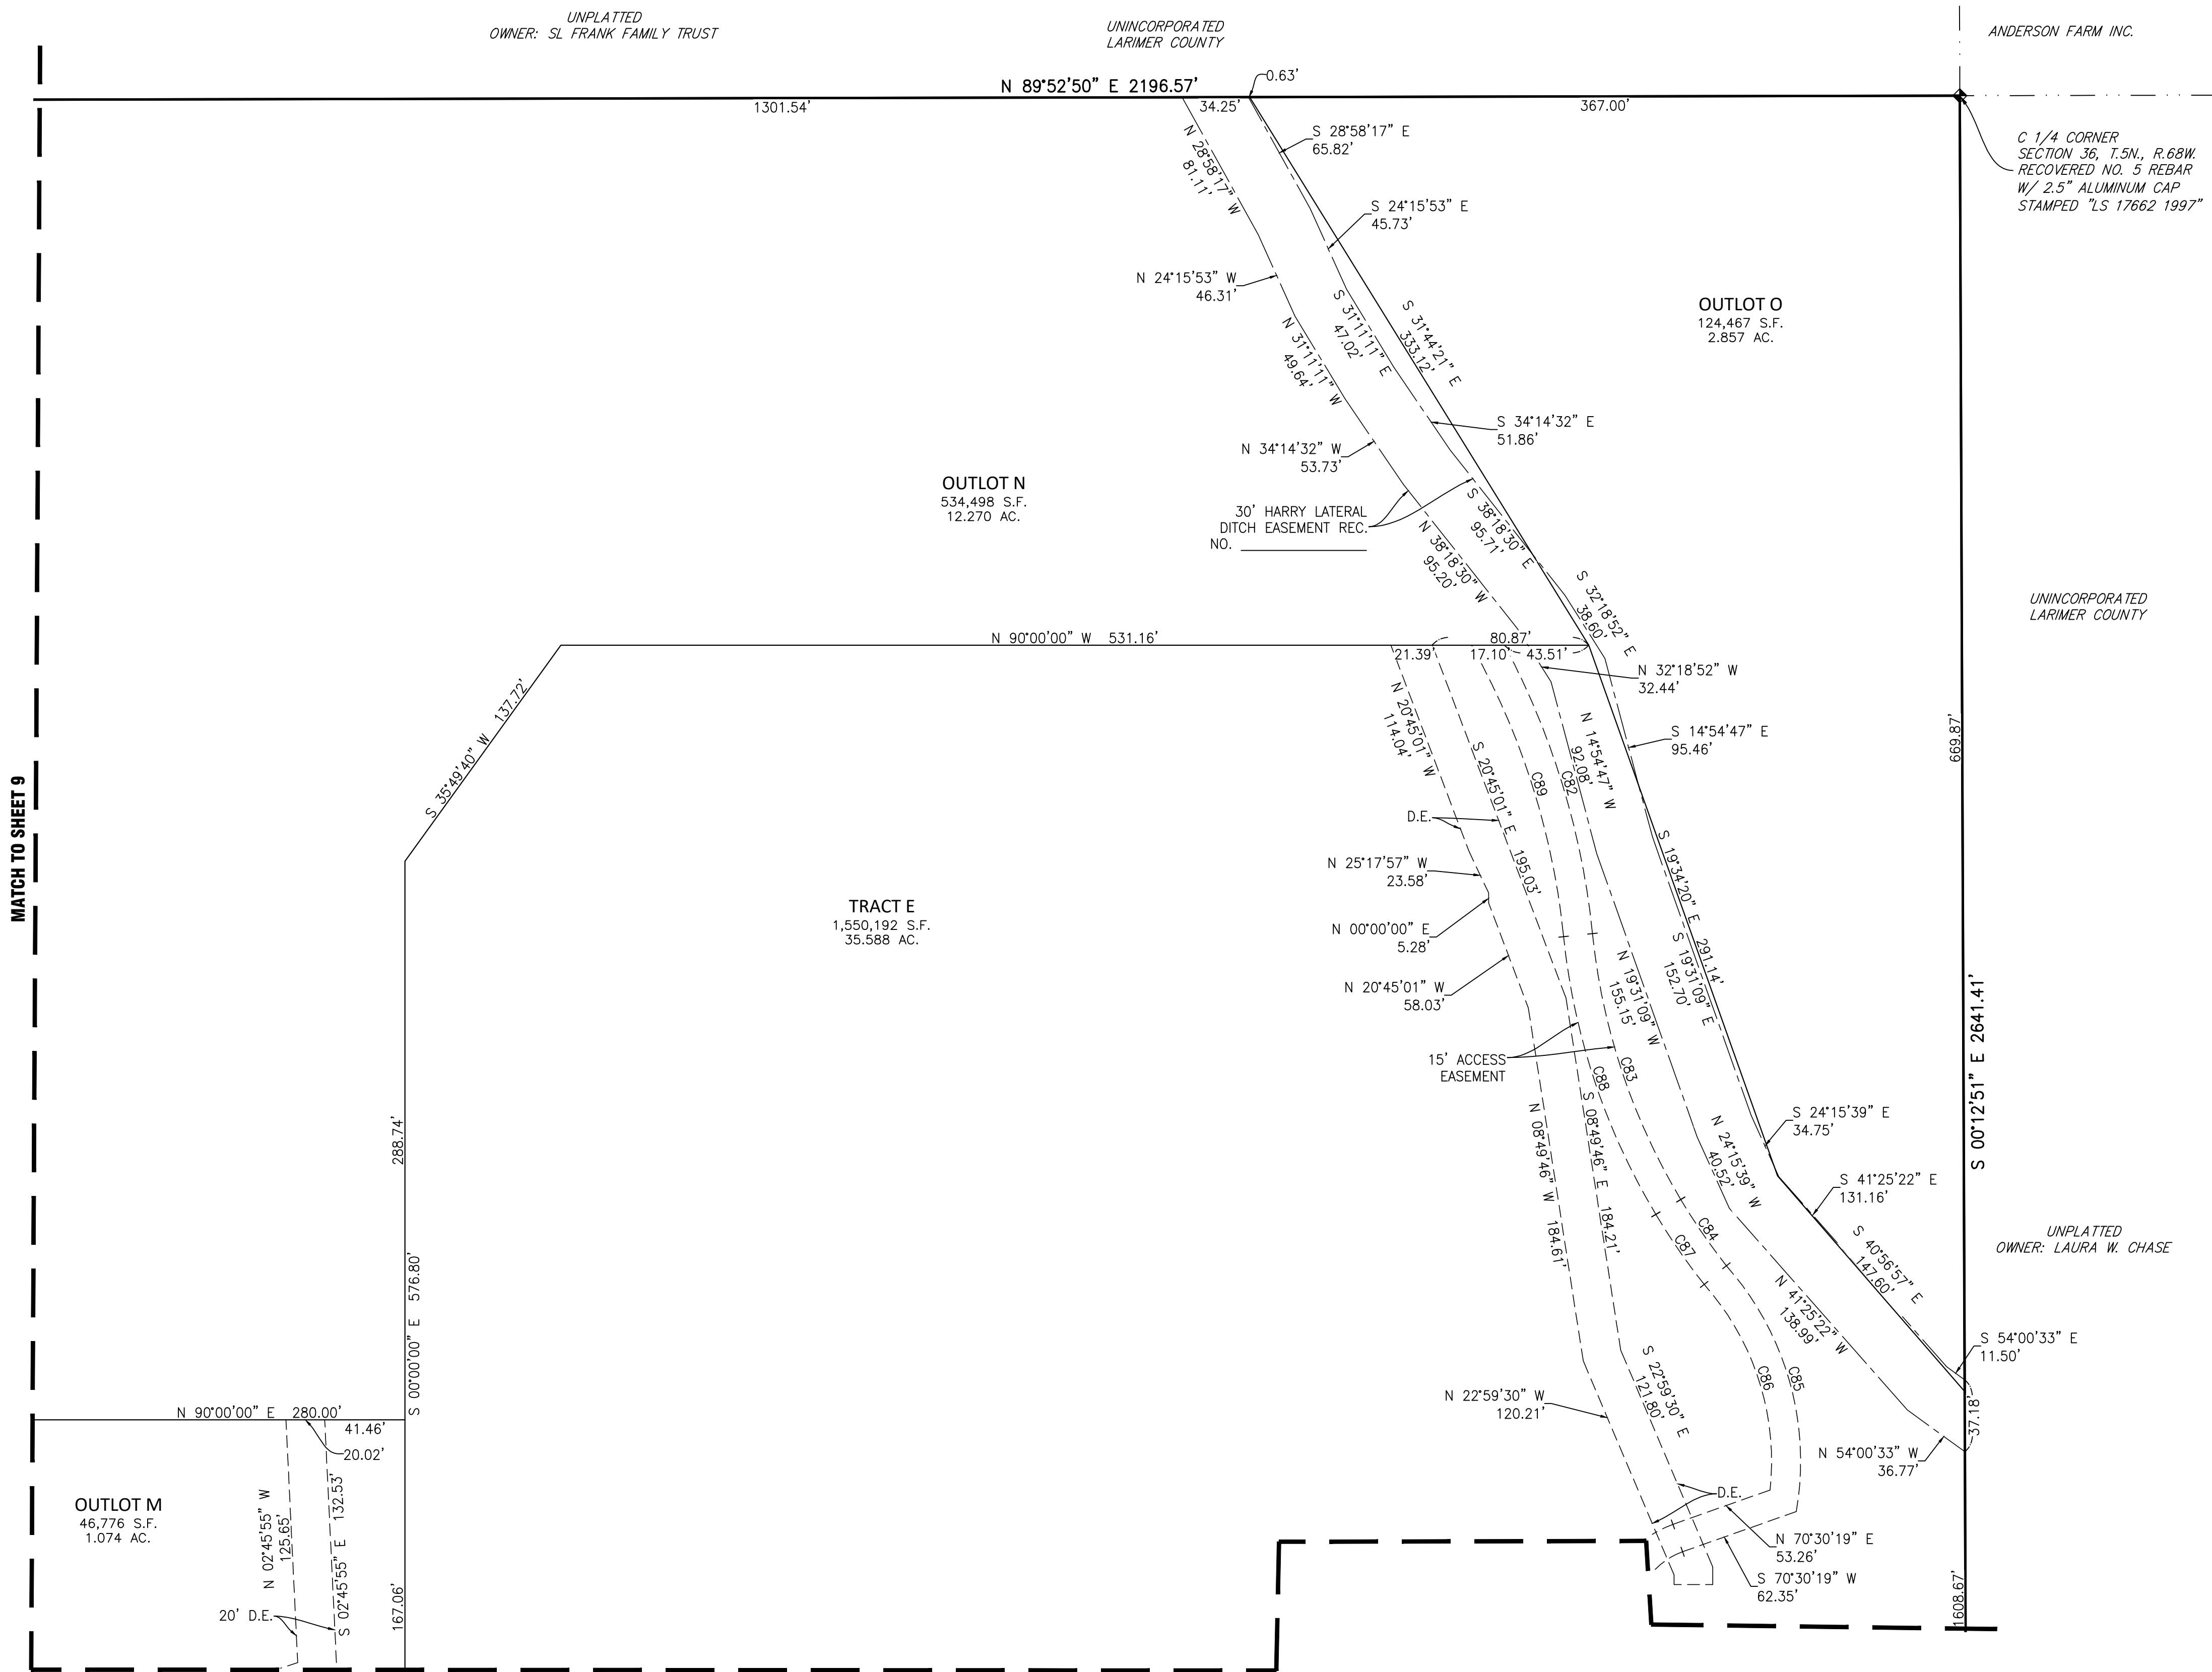 UNPLATTED
OWNER: SL FRANK FAMILY TRUST
UNINCORPORATED
LARIMER COUNTY
ANDERSON FARM INC.
N 89°52'50" E 2196.57'
0.63'
1301.54'
34.25'
367.00'
C 1/4 CORNER
SECTION 36, T.5N., R.68W.
RECOVERED NO. 5 REBAR
W/ 2.5" ALUMINUM CAP
STAMPED "LS 17662 1997"
S 28°58'17" E
65.82'
N 28°58'17" W
81.11'
S 24°15'53" E
45.73'
N 24°15'53" W
46.31'
S 31°11'11" E
47.02'
S 31°44'21" E
333.12'
N 31°11'11" W
49.64'
OUTLOT O
124,467 S.F.
2.857 AC.
S 34°14'32" E
51.86'
N 34°14'32" W
53.73'
OUTLOT N
534,498 S.F.
12.270 AC.
30' HARRY LATERAL
DITCH EASEMENT REC.
NO.
S 38°18'30" E
95.71'
N 38°18'30" W
95.20'
S 32°18'52" E
38.60'
UNINCORPORATED
LARIMER COUNTY
N 90°00'00" W 531.16'
80.87'
21.39'
17.10'
43.51'
N 32°18'52" W
32.44'
S 35°49'40" W 137.72'
N 20°45'01" W
114.04'
S 20°45'01" E 195.03'
C89
C82
N 14°54'47" W
92.08'
S 14°54'47" E
95.46'
669.87'
MATCH TO SHEET 9
D.E.
N 25°17'57" W
23.58'
S 19°34'20" E 291.14'
TRACT E
1,550,192 S.F.
35.588 AC.
N 00°00'00" E
5.28'
N 20°45'01" W
58.03'
N 19°31'09" W
155.15'
S 19°31'09" E
152.70'
S 00°12'51" E 2641.41'
15' ACCESS
EASEMENT
C88
C83
288.74'
N 08°49'46" W 184.61'
S 08°49'46" E 184.21'
N 24°15'39" W
40.52'
S 24°15'39" E
34.75'
S 41°25'22" E
131.16'
C87
C84
S 40°56'57" E
147.60'
UNPLATTED
OWNER: LAURA W. CHASE
S 00°00'00" E 576.80'
N 41°25'22" W
138.99'
S 54°00'33" E
11.50'
N 22°59'30" W
120.21'
S 22°59'30" E
121.80'
C86
C85
37.18'
N 90°00'00" E 280.00'
41.46'
20.02'
N 54°00'33" W
36.77'
OUTLOT M
46,776 S.F.
1.074 AC.
N 02°45'55" W
125.65'
S 02°45'55" E 132.53'
D.E.
N 70°30'19" E
53.26'
S 70°30'19" W
62.35'
20' D.E.
167.06'
1608.67'